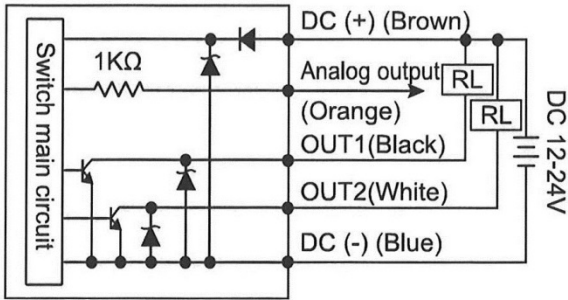 DC (+) (Brown)
Switch main circuit
1KΩ
Analog output
(Orange)
RL
RL
OUT1(Black)
OUT2(White)
DC (-) (Blue)
DC 12-24V